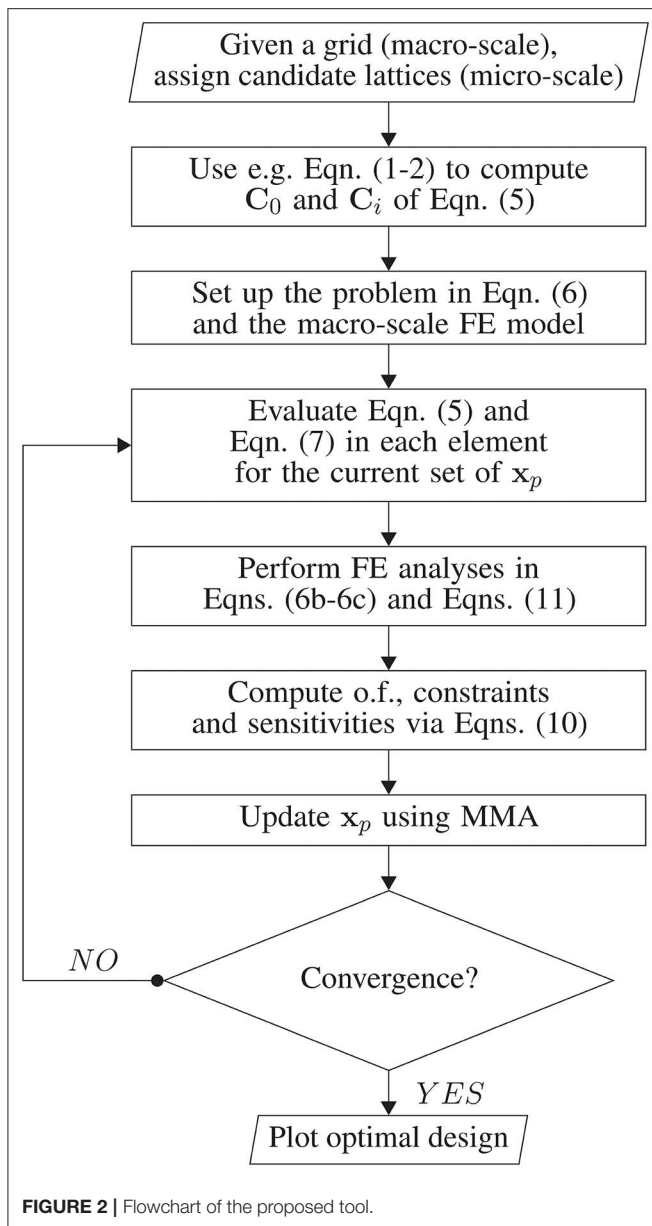 Given a grid (macro-scale),
assign candidate lattices (micro-scale)
Use e.g. Eqn. (1-2) to compute
C₀ and Cᵢ of Eqn. (5)
Set up the problem in Eqn. (6)
and the macro-scale FE model
Evaluate Eqn. (5) and
Eqn. (7) in each element
for the current set of xₚ
Perform FE analyses in
Eqns. (6b-6c) and Eqns. (11)
Compute o.f., constraints
and sensitivities via Eqns. (10)
Update xₚ using MMA
NO
Convergence?
YES
Plot optimal design
FIGURE 2 | Flowchart of the proposed tool.